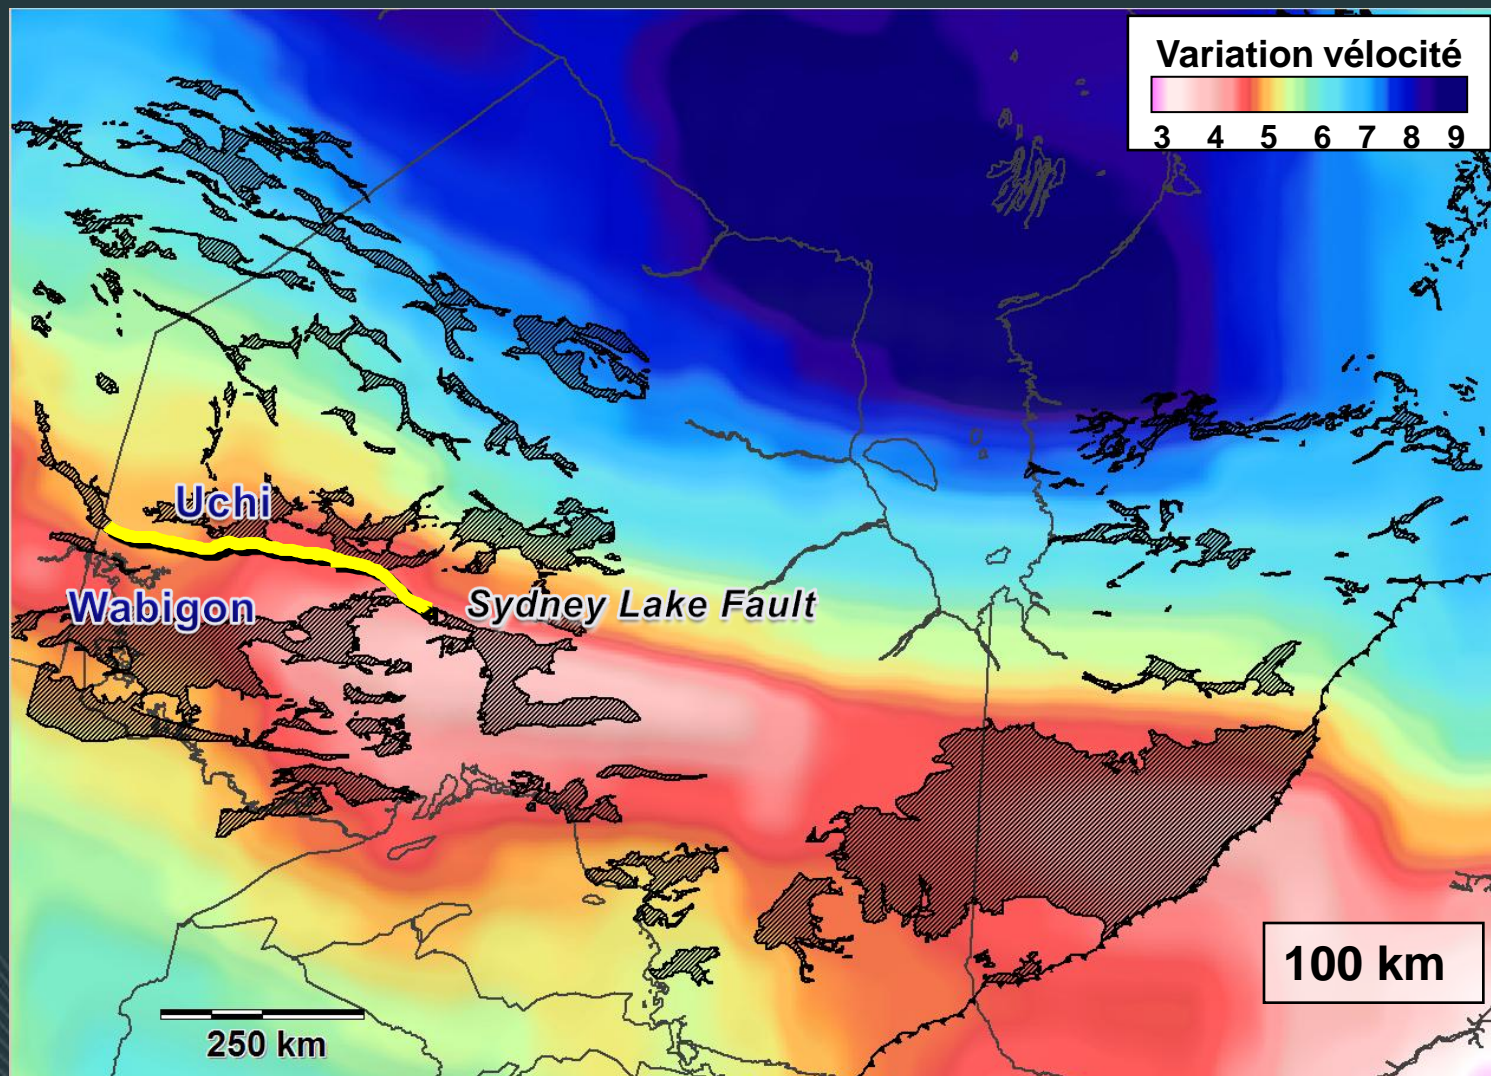 Variation vélocité
3 4 5 6 7 8 9
Uchi
Wabigon
Sydney Lake Fault
100 km
250 km